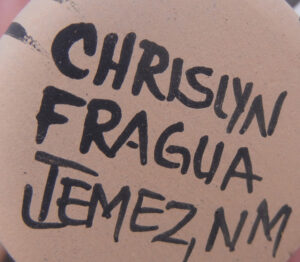 CHRISLYN
FRAGUA
JEMEZ, NM